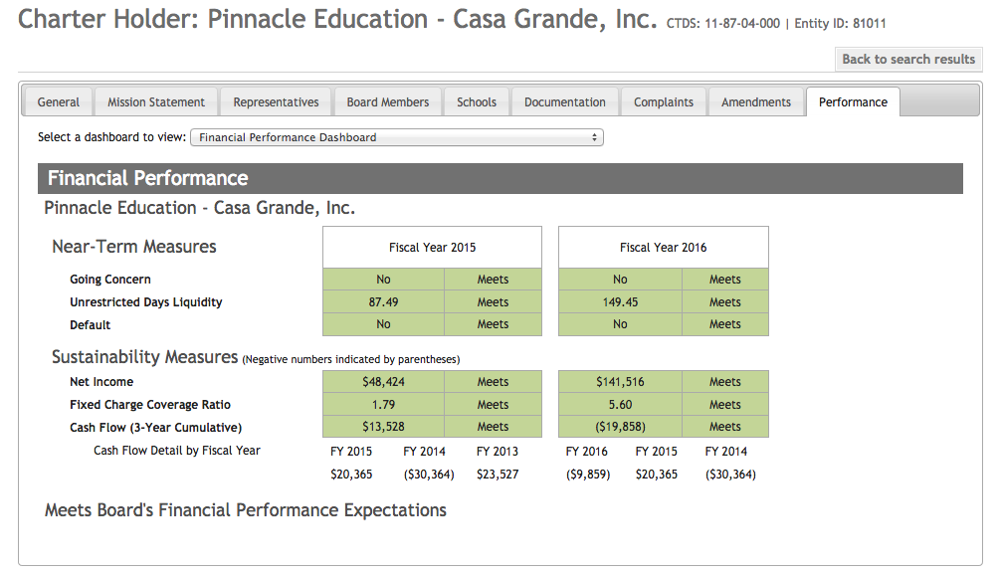 Charter Holder: Pinnacle Education - Casa Grande, Inc. CTDS: 11-87-04-000 | Entity ID: 81011
Back to search results
General Mission Statement Representatives Board Members Schools Documentation Complaints Amendments Performance
Select a dashboard to view: Financial Performance Dashboard
Financial Performance
Pinnacle Education - Casa Grande, Inc.
Near-Term Measures Fiscal Year 2015 Fiscal Year 2016
Going Concern No Meets No Meets
Unrestricted Days Liquidity 87.49 Meets 149.45 Meets
Default No Meets No Meets
Sustainability Measures (Negative numbers indicated by parentheses)
Net Income $48,424 Meets $141,516 Meets
Fixed Charge Coverage Ratio 1.79 Meets 5.60 Meets
Cash Flow (3-Year Cumulative) $13,528 Meets ($19,858) Meets
Cash Flow Detail by Fiscal Year FY 2015 FY 2014 FY 2013 FY 2016 FY 2015 FY 2014
$20,365 ($30,364) $23,527 ($9,859) $20,365 ($30,364)
Meets Board's Financial Performance Expectations